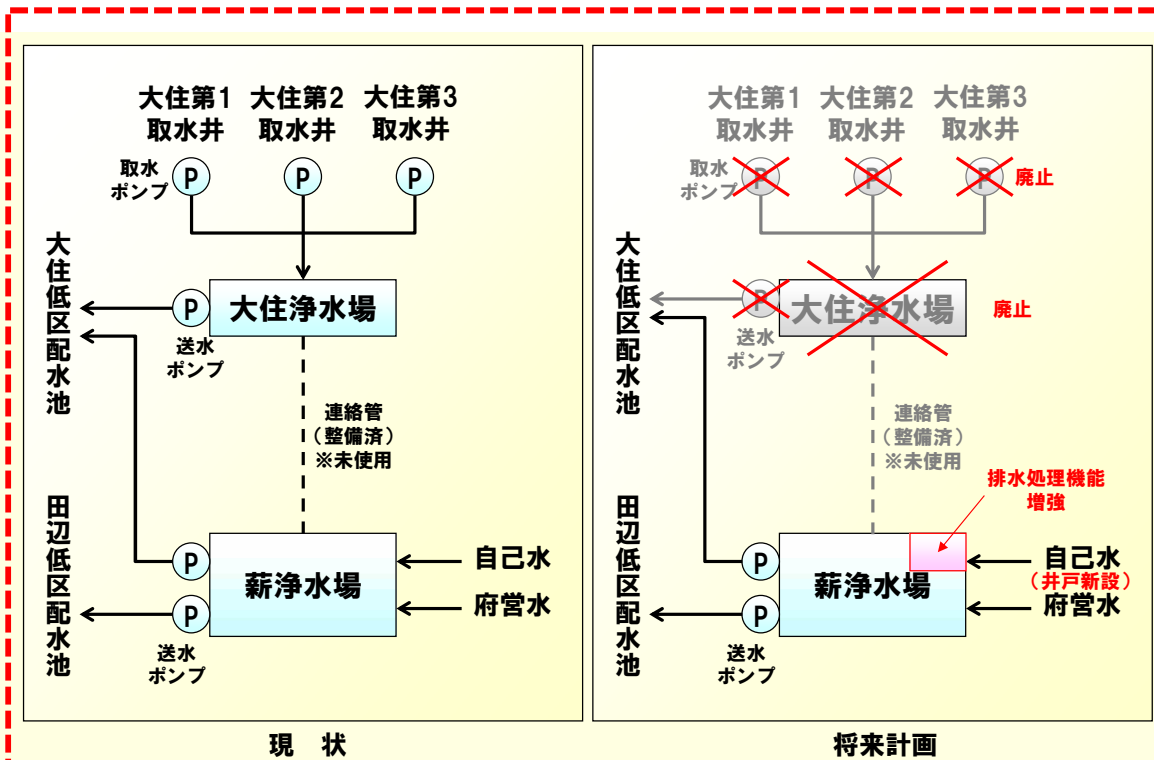 大住第1
取水井
大住第2
取水井
大住第3
取水井
取水
ポンプ
P
P
P
大住低区配水池
P
大住浄水場
送水
ポンプ
連絡管
(整備済)
※未使用
田辺低区配水池
P
P
薪浄水場
自己水
府営水
送水
ポンプ
現 状
大住第1
取水井
大住第2
取水井
大住第3
取水井
取水
ポンプ
P
P
P
廃止
大住低区配水池
P
大住浄水場
廃止
送水
ポンプ
連絡管
(整備済)
※未使用
排水処理機能
増強
田辺低区配水池
P
P
薪浄水場
自己水
(井戸新設)
府営水
送水
ポンプ
将来計画